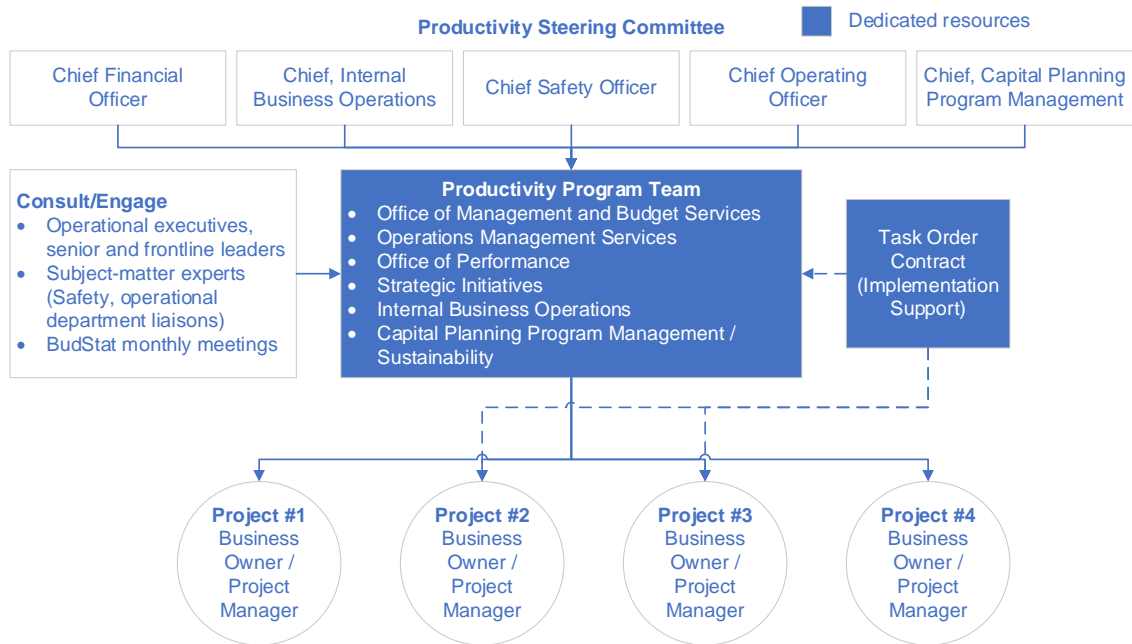 Productivity Steering Committee
Dedicated resources
Chief Financial
Officer
Chief, Internal
Business Operations
Chief Safety Officer
Chief Operating
Officer
Chief, Capital Planning
Program Management
Consult/Engage
• Operational executives,
senior and frontline leaders
• Subject-matter experts
(Safety, operational
department liaisons)
• BudStat monthly meetings
Productivity Program Team
• Office of Management and Budget Services
• Operations Management Services
• Office of Performance
• Strategic Initiatives
• Internal Business Operations
• Capital Planning Program Management /
Sustainability
Task Order
Contract
(Implementation
Support)
Project #1
Business
Owner /
Project
Manager
Project #2
Business
Owner /
Project
Manager
Project #3
Business
Owner /
Project
Manager
Project #4
Business
Owner /
Project
Manager